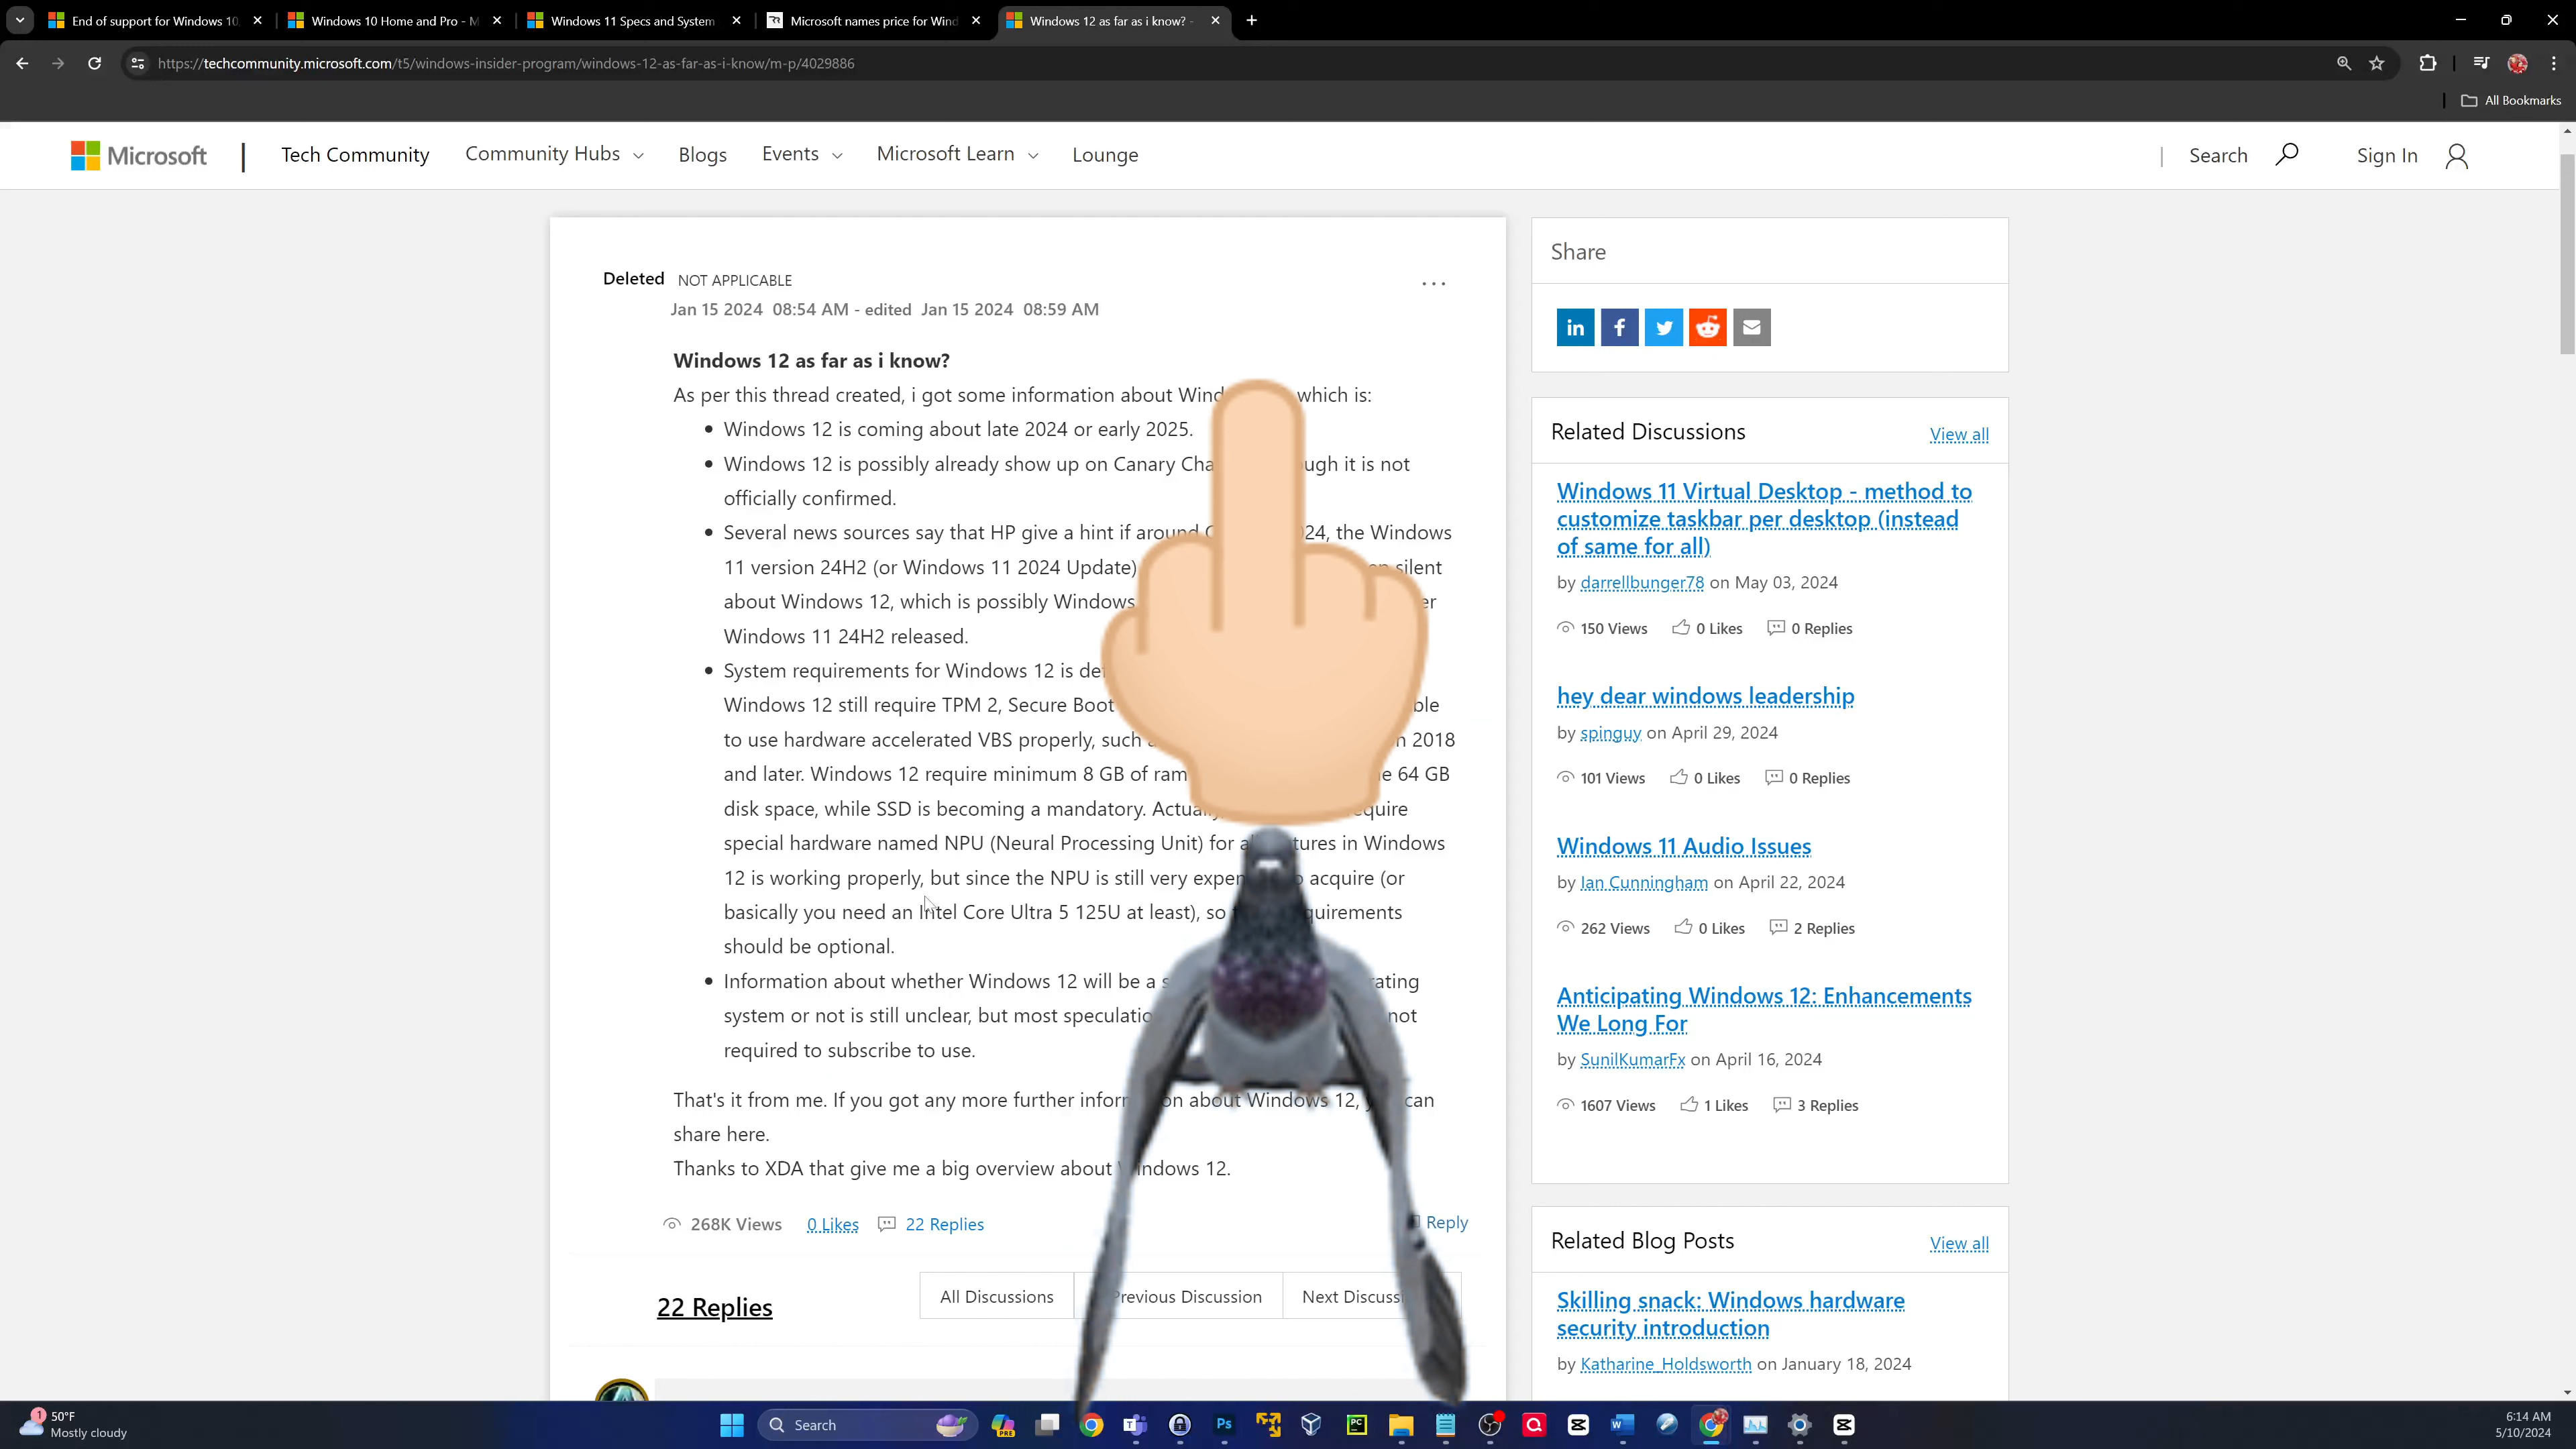 End of support for Windows 10,
Windows 10 Home and Pro - M
Windows 11 Specs and System
Microsoft names price for Wind
Windows 12 as far as i know? -
https://techcommunity.microsoft.com/t5/windows-insider-program/windows-12-as-far-as-i-know/m-p/4029886
All Bookmarks
Microsoft
Tech Community
Community Hubs
Blogs
Events
Microsoft Learn
Lounge
Search
Sign In
Deleted NOT APPLICABLE
Jan 15 2024 08:54 AM - edited Jan 15 2024 08:59 AM
Windows 12 as far as i know?
As per this thread created, i got some information about which is:
• Windows 12 is coming about late 2024 or early 2025.
• Windows 12 is possibly already show up on Canary it is not
officially confirmed.
• Several news sources say that HP give a hint if around the Windows
11 version 24H2 (or Windows 11 2024 Update) silent
about Windows 12, which is possibly Windows
Windows 11 24H2 released.
• System requirements for Windows 12 is
Windows 12 still require TPM 2, Secure Boot
to use hardware accelerated VBS properly, such 2018
and later. Windows 12 require minimum 8 GB of ram 64 GB
disk space, while SSD is becoming a mandatory.
special hardware named NPU (Neural Processing Unit) for in Windows
12 is working properly, but since the NPU is still very acquire (or
basically you need an Intel Core Ultra 5 125U at least), so
should be optional.
• Information about whether Windows 12 will be a
system or not is still unclear, but most not
required to subscribe to use.
That's it from me. If you got any more further about Windows 12, can
share here.
Thanks to XDA that give me a big overview about Windows 12.
268K Views 0 Likes 22 Replies
Reply
22 Replies
All Discussions
Previous Discussion
Next
Share
in f
Related Discussions
View all
Windows 11 Virtual Desktop - method to
customize taskbar per desktop (instead
of same for all)
by darrellbunger78 on May 03, 2024
150 Views 0 Likes 0 Replies
hey dear windows leadership
by spinguy on April 29, 2024
101 Views 0 Likes 0 Replies
Windows 11 Audio Issues
by Ian Cunningham on April 22, 2024
262 Views 0 Likes 2 Replies
Anticipating Windows 12: Enhancements
We Long For
by SunilKumarFx on April 16, 2024
1607 Views 1 Likes 3 Replies
Related Blog Posts
View all
Skilling snack: Windows hardware
security introduction
by Katharine_Holdsworth on January 18, 2024
1
50°F
Mostly cloudy
Search
PRE
Ps
PC
W
6:14 AM
5/10/2024